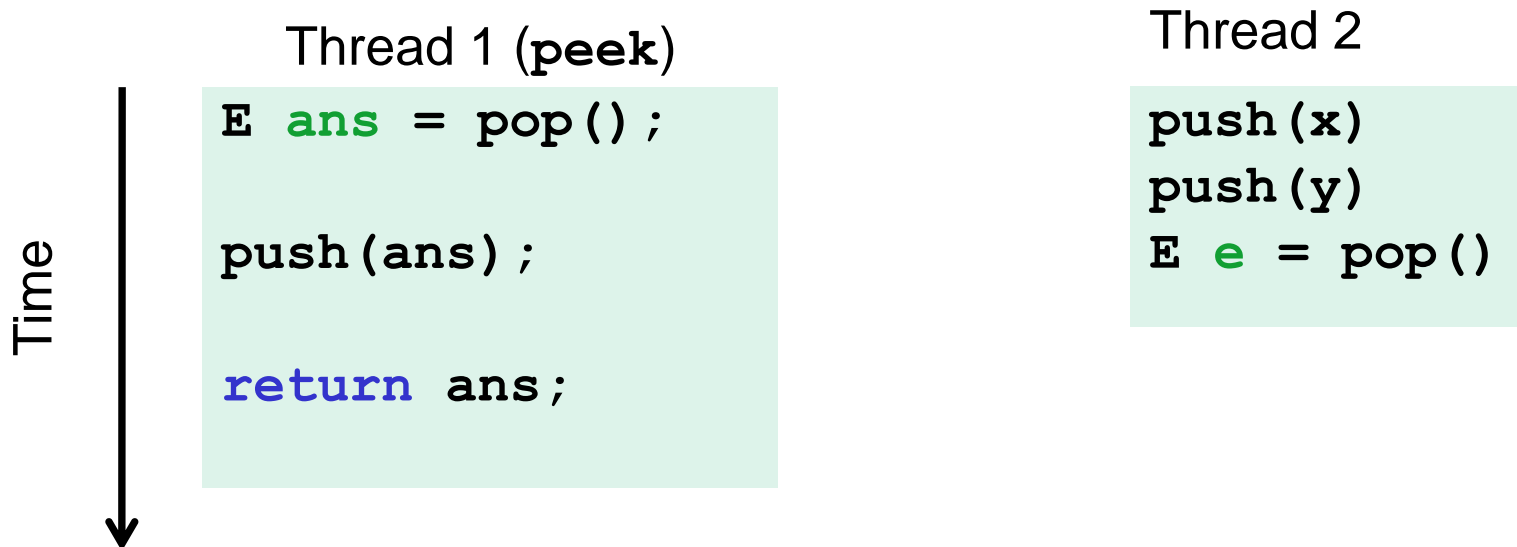 Thread 1 (peek)
E ans = pop();
push(ans);
return ans;
Time
Thread 2
push(x)
push(y)
E e = pop()